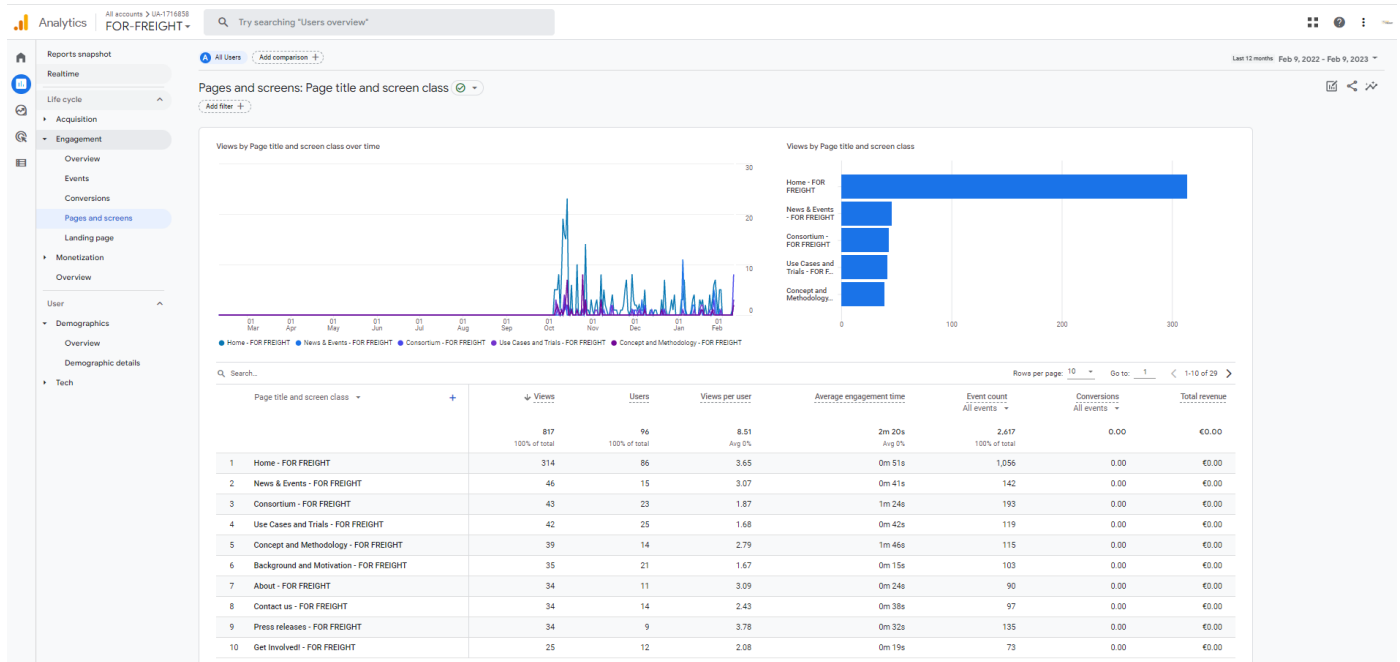 Analytics
All accounts > UA-1716858
FOR-FREIGHT
Try searching "Users overview"
Reports snapshot
Realtime
Life cycle
Acquisition
Engagement
Overview
Events
Conversions
Pages and screens
Landing page
Monetization
Overview
User
Demographics
Overview
Demographic details
Tech
A All Users
Add comparison +
Last 12 months Feb 9, 2022 - Feb 9, 2023
Pages and screens: Page title and screen class
Add filter +
Views by Page title and screen class over time
30
20
10
0
01 Mar
01 Apr
01 May
01 Jun
01 Jul
01 Aug
01 Sep
01 Oct
01 Nov
01 Dec
01 Jan
01 Feb
Home - FOR FREIGHT News & Events - FOR FREIGHT Consortium - FOR FREIGHT Use Cases and Trials - FOR FREIGHT Concept and Methodology - FOR FREIGHT
Views by Page title and screen class
Home - FOR
FREIGHT
News & Events
- FOR FREIGHT
Consortium -
FOR FREIGHT
Use Cases and
Trials - FOR F...
Concept and
Methodology...
0 100 200 300
Search...
Rows per page: 10 Go to: 1 < 1-10 of 29 >
Page title and screen class + Views Users Views per user Average engagement time Event count Conversions Total revenue
All events All events
817 96 8.51 2m 20s 2,617 0.00 €0.00
100% of total 100% of total Avg 0% Avg 0% 100% of total
1 Home - FOR FREIGHT 314 86 3.65 0m 51s 1,056 0.00 €0.00
2 News & Events - FOR FREIGHT 46 15 3.07 0m 41s 142 0.00 €0.00
3 Consortium - FOR FREIGHT 43 23 1.87 1m 24s 193 0.00 €0.00
4 Use Cases and Trials - FOR FREIGHT 42 25 1.68 0m 42s 119 0.00 €0.00
5 Concept and Methodology - FOR FREIGHT 39 14 2.79 1m 46s 115 0.00 €0.00
6 Background and Motivation - FOR FREIGHT 35 21 1.67 0m 15s 103 0.00 €0.00
7 About - FOR FREIGHT 34 11 3.09 0m 24s 90 0.00 €0.00
8 Contact us - FOR FREIGHT 34 14 2.43 0m 38s 97 0.00 €0.00
9 Press releases - FOR FREIGHT 34 9 3.78 0m 32s 135 0.00 €0.00
10 Get Involved! - FOR FREIGHT 25 12 2.08 0m 19s 73 0.00 €0.00